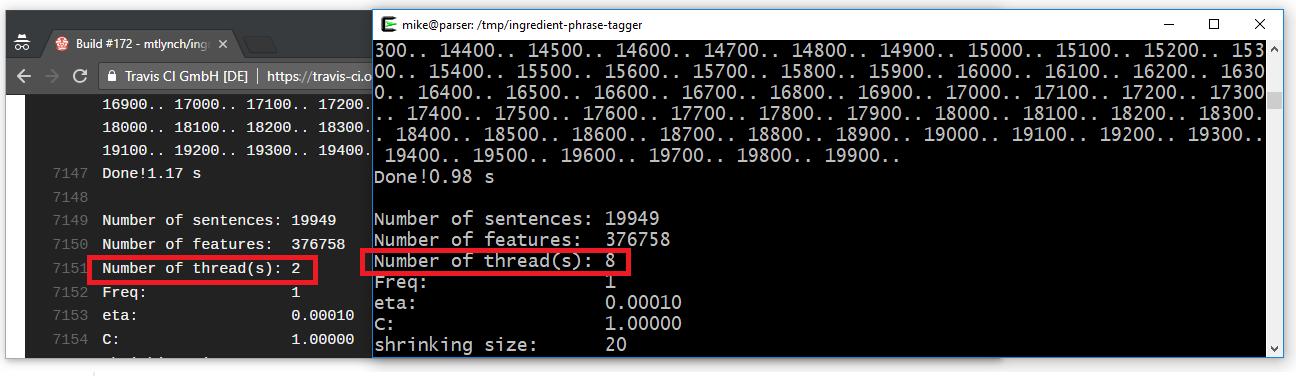 Build #172 - mtlynch/ingr
Travis CI GmbH [DE]
https://travis-ci.o
16900.. 17000.. 17100.. 17200.
18000.. 18100.. 18200.. 18300.
19100.. 19200.. 19300.. 19400.
7147 Done!1.17 s
7148
7149 Number of sentences: 19949
7150 Number of features: 376758
7151 Number of thread(s): 2
7152 Freq: 1
7153 eta: 0.00010
7154 C: 1.00000
mike@parser: /tmp/ingredient-phrase-tagger
300.. 14400.. 14500.. 14600.. 14700.. 14800.. 14900.. 15000.. 15100.. 15200.. 153
00.. 15400.. 15500.. 15600.. 15700.. 15800.. 15900.. 16000.. 16100.. 16200.. 1630
0.. 16400.. 16500.. 16600.. 16700.. 16800.. 16900.. 17000.. 17100.. 17200.. 17300
.. 17400.. 17500.. 17600.. 17700.. 17800.. 17900.. 18000.. 18100.. 18200.. 18300.
. 18400.. 18500.. 18600.. 18700.. 18800.. 18900.. 19000.. 19100.. 19200.. 19300..
19400.. 19500.. 19600.. 19700.. 19800.. 19900..
Done!0.98 s
Number of sentences: 19949
Number of features: 376758
Number of thread(s): 8
Freq: 1
eta: 0.00010
C: 1.00000
shrinking size: 20